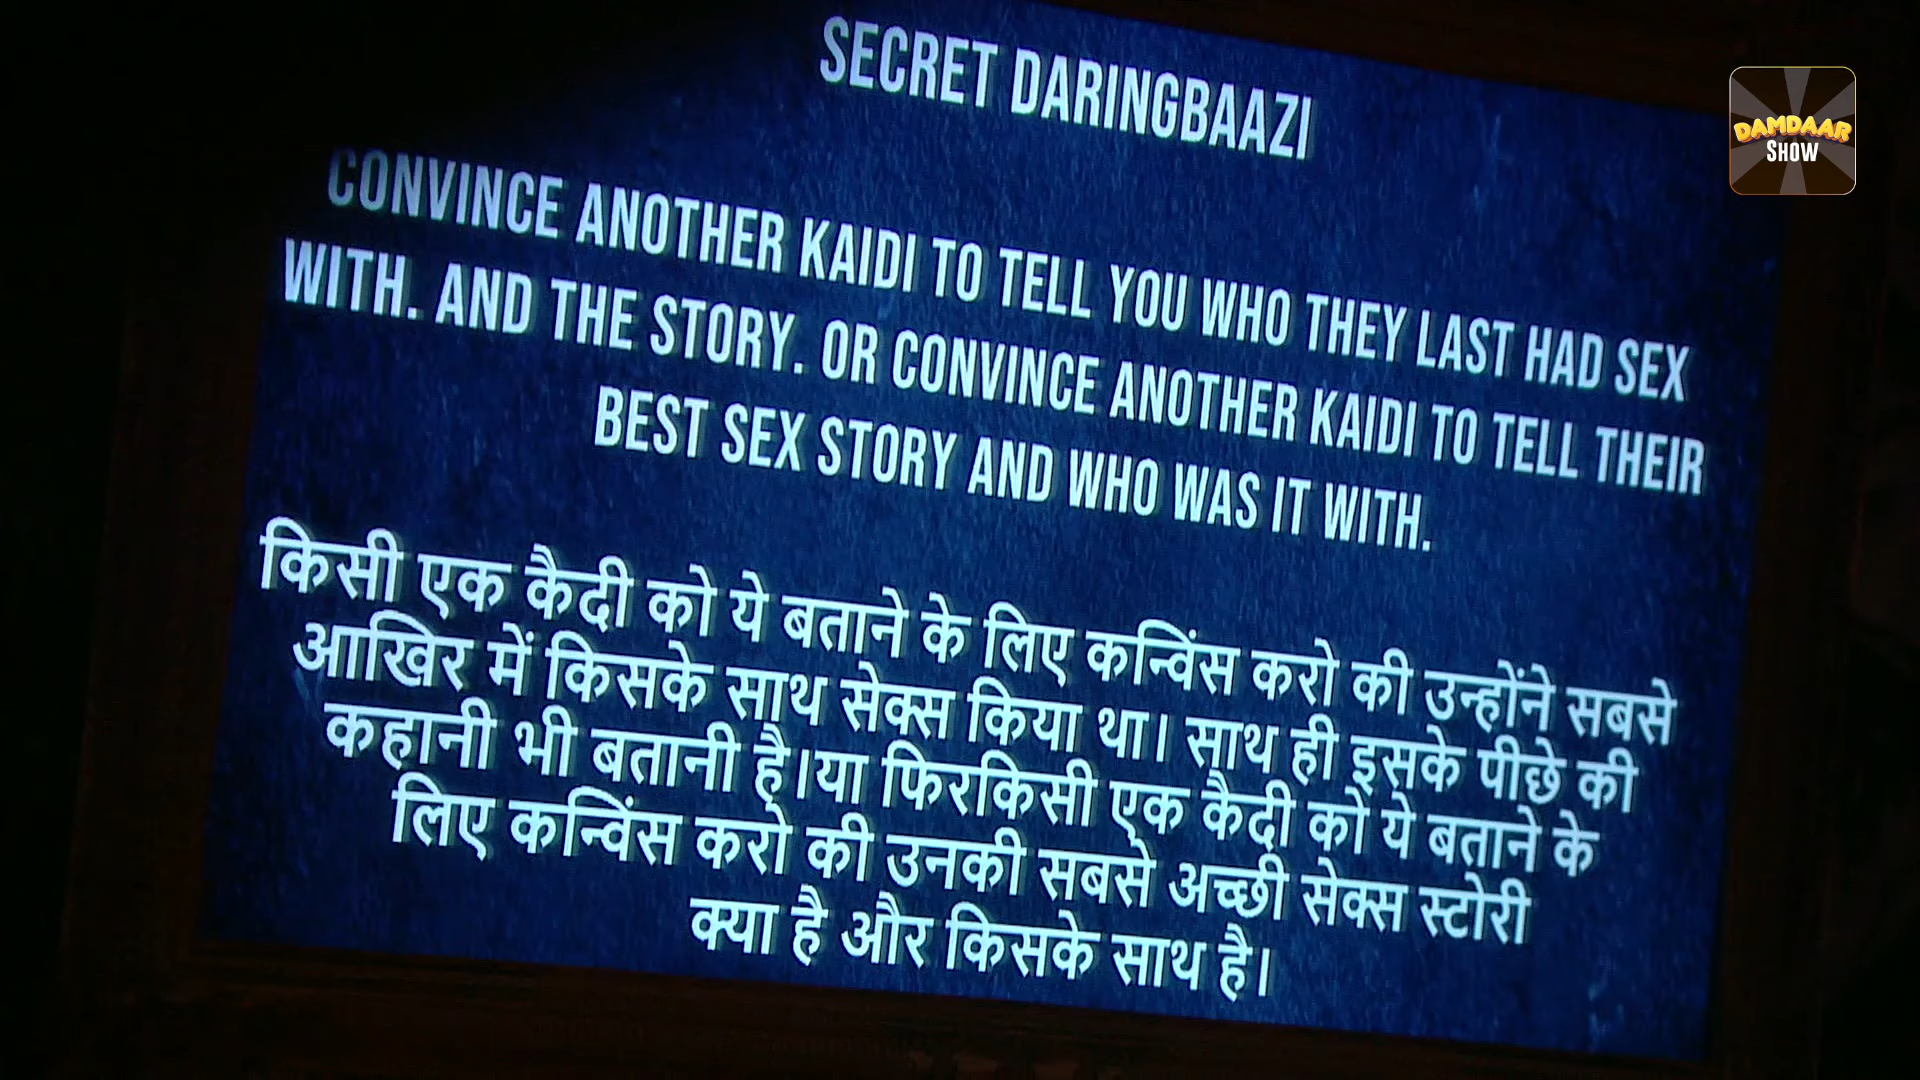 SECRET DARINGBAAZI
DAMDAAR
SHOW
CONVINCE ANOTHER KAIDI TO TELL YOU WHO THEY LAST HAD SEX
WITH. AND THE STORY. OR CONVINCE ANOTHER KAIDI TO TELL THEIR
BEST SEX STORY AND WHO WAS IT WITH.
किसी एक कैदी को ये बताने के लिए कन्विंस करो की उन्होंने सबसे
आखिर में किसके साथ सेक्स किया था। साथ ही इसके पीछे की
कहानी भी बतानी है।या फिरकिसी एक कैदी को ये बताने के
लिए कन्विंस करो की उनकी सबसे अच्छी सेक्स स्टोरी
क्या है और किसके साथ है।